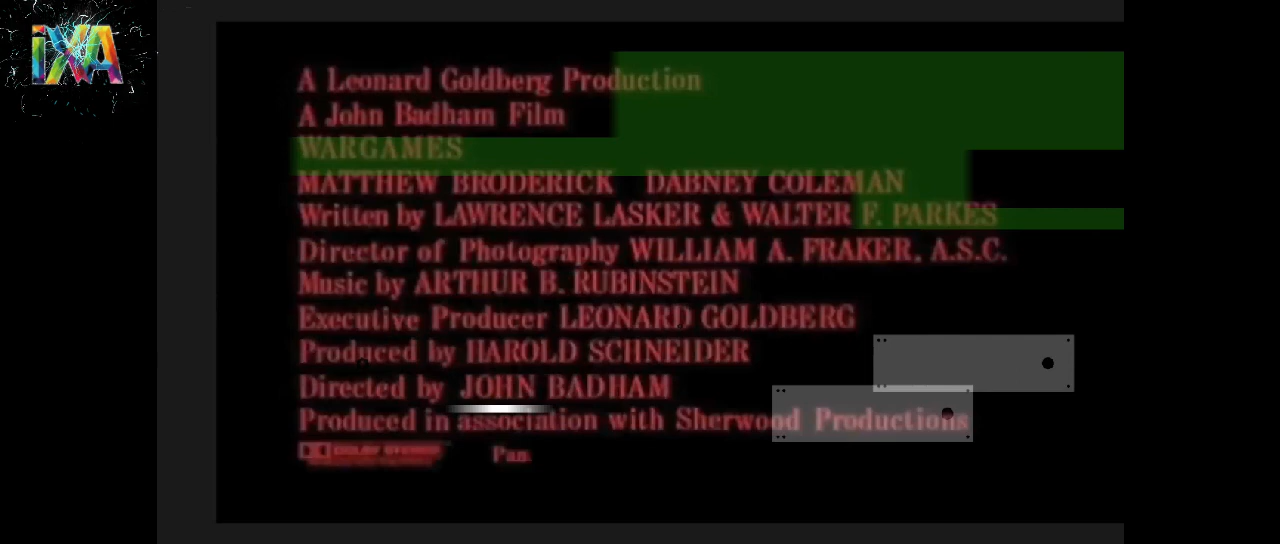 iXA
A Leonard Goldberg Production
A John Badham Film
WARGAMES
MATTHEW BRODERICK DABNEY COLEMAN
Written by LAWRENCE LASKER & WALTER F. PARKES
Director of Photography WILLIAM A. FRAKER, A.S.C.
Music by ARTHUR B. RUBINSTEIN
Executive Producer LEONARD GOLDBERG
Produced by HAROLD SCHNEIDER
Directed by JOHN BADHAM
Produced in association with Sherwood Productions
DOLBY STEREO Pan